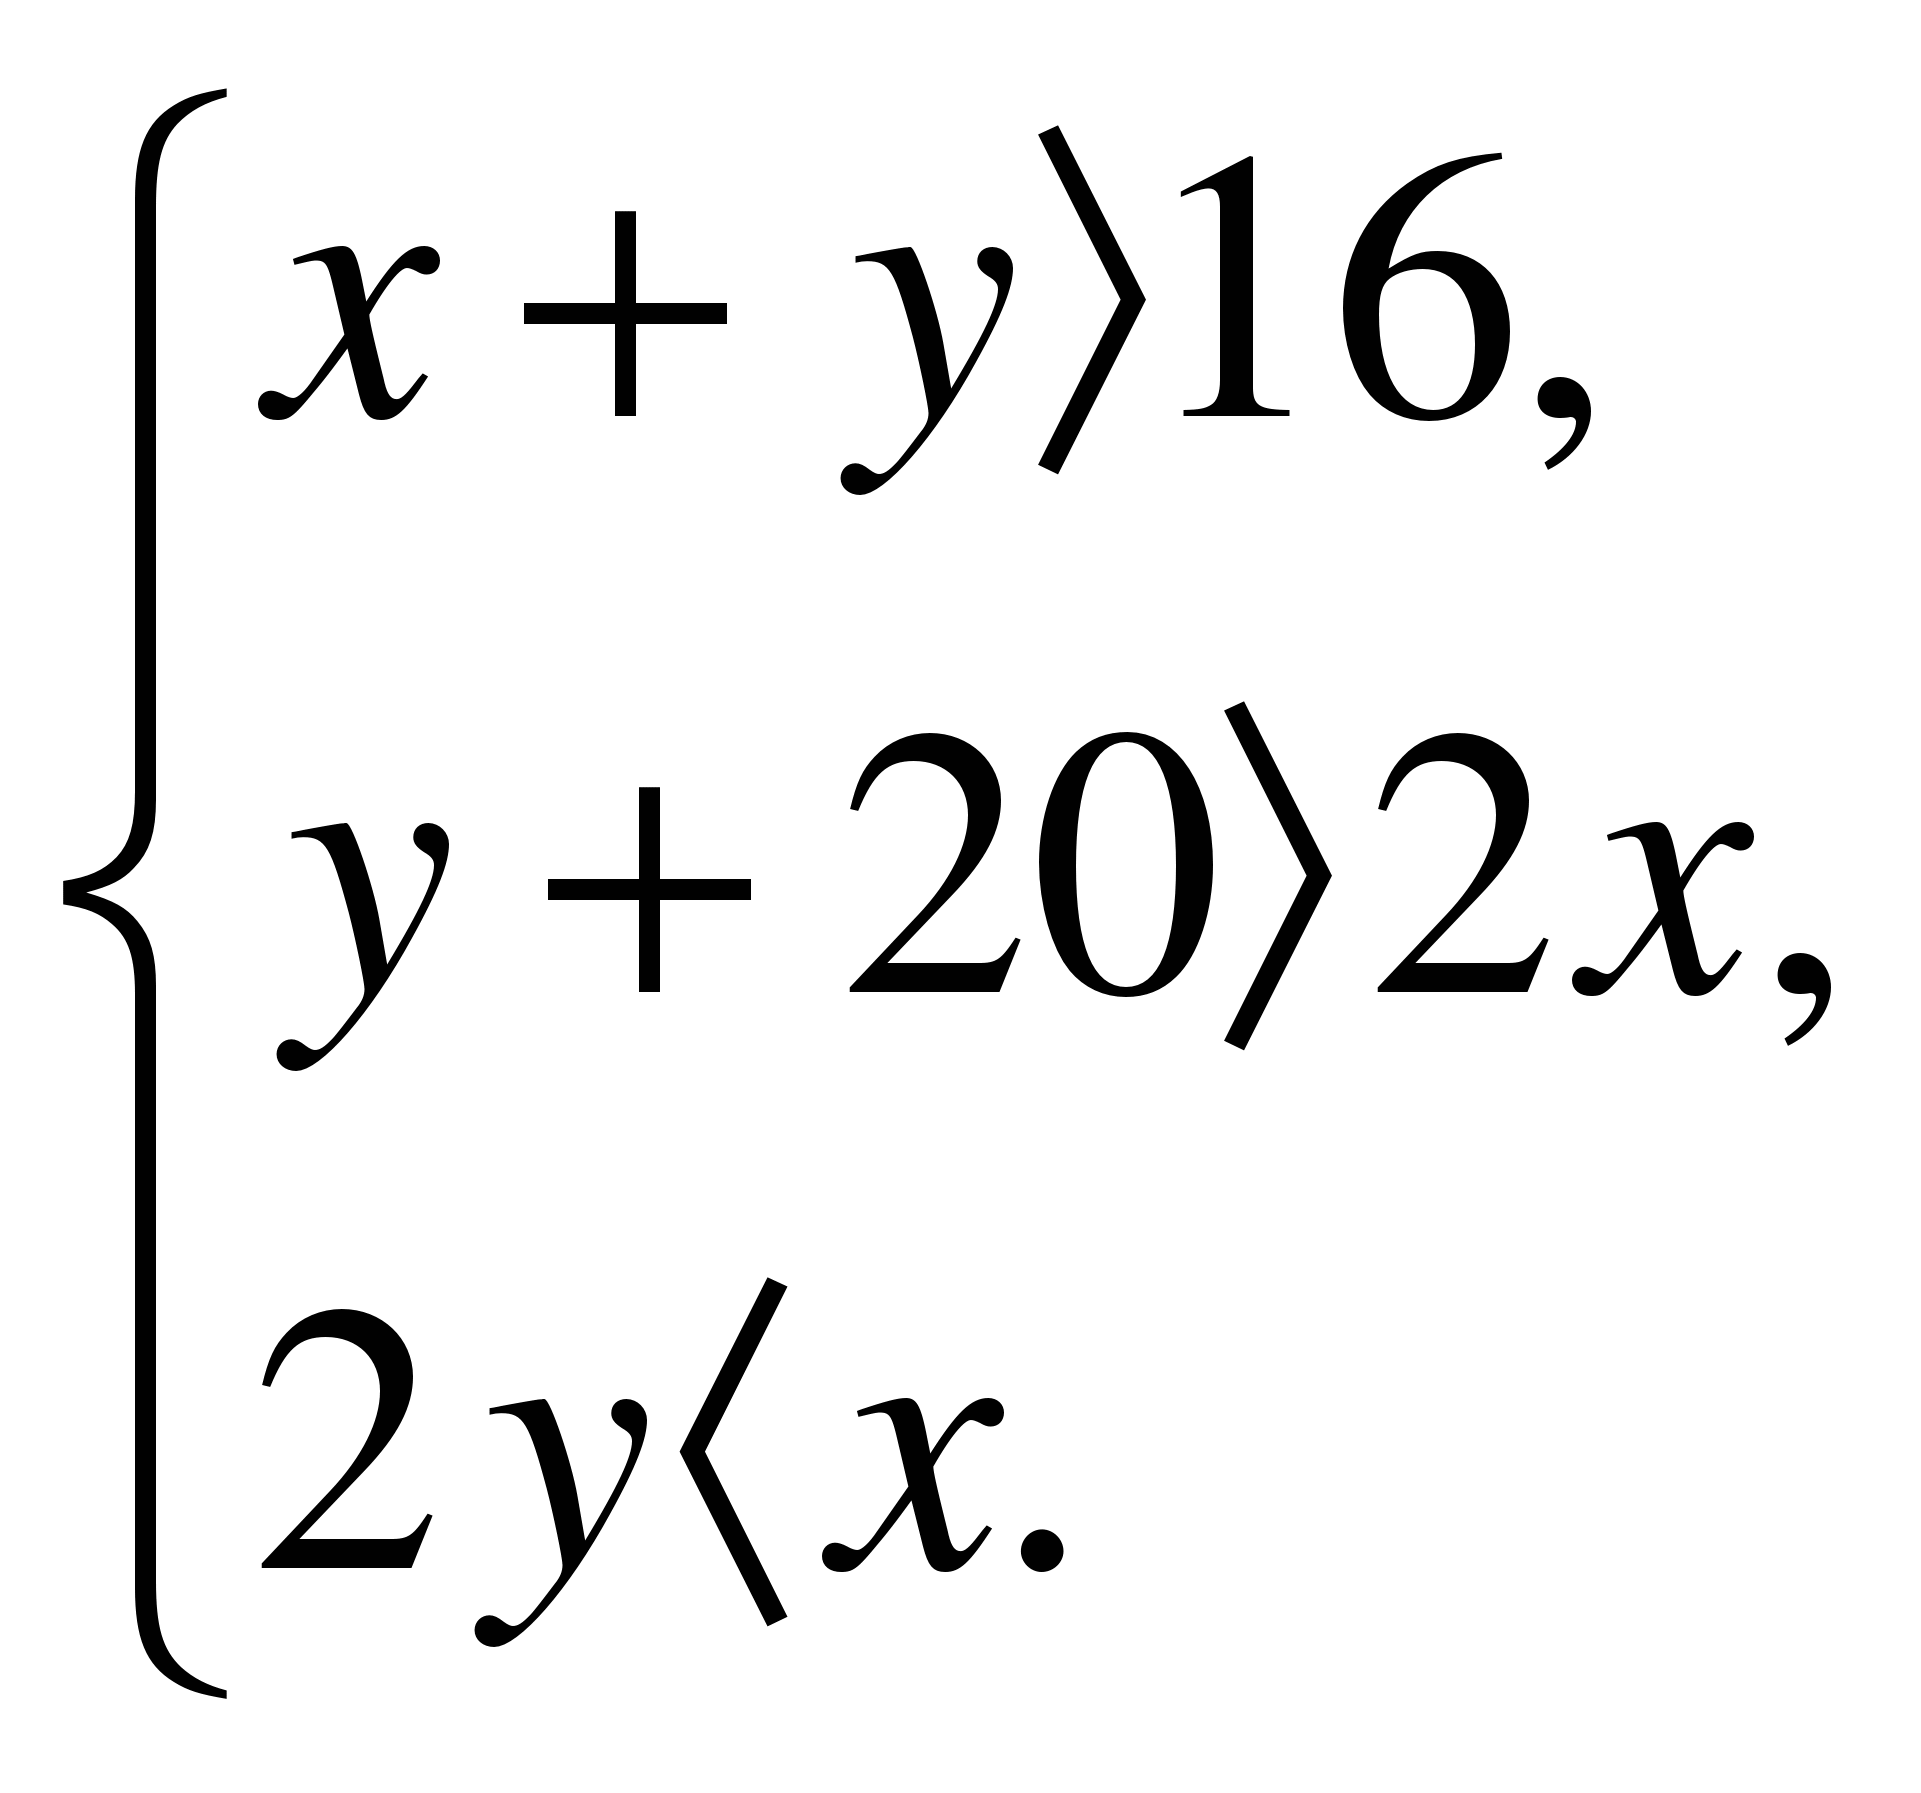 x + y⟩16,
y + 20⟩2x,
2y⟨x.